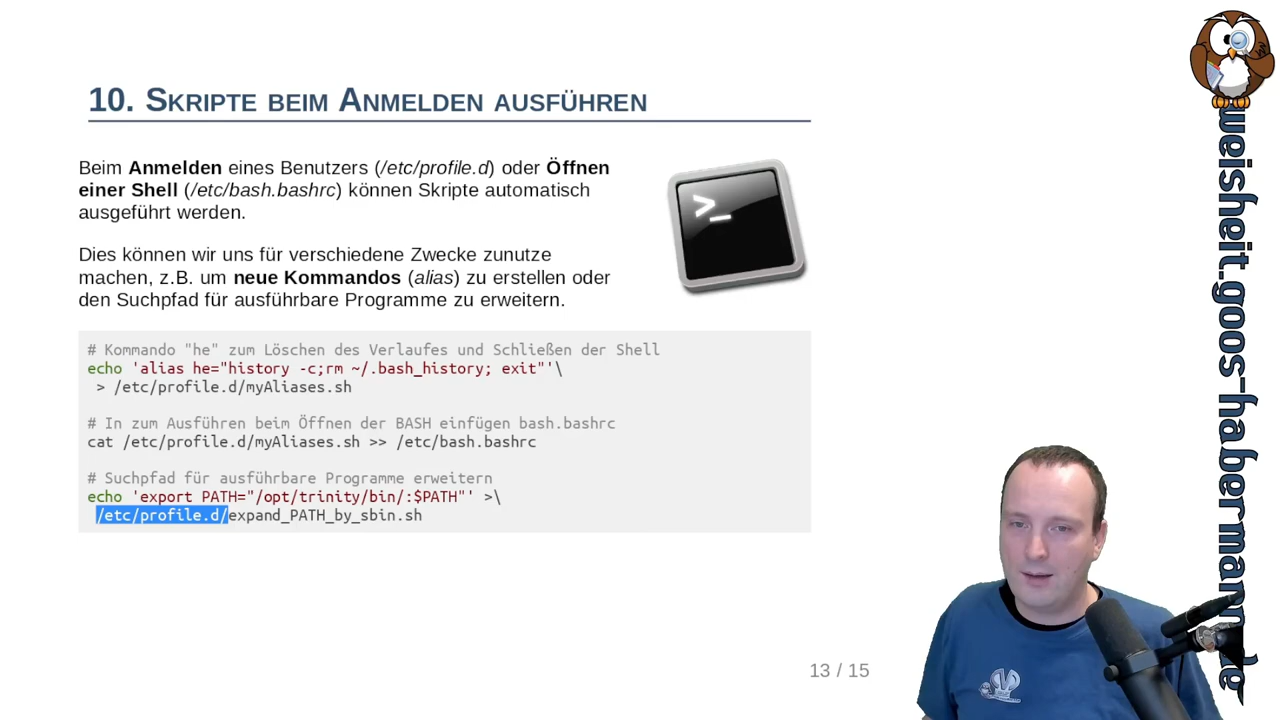 10. Skripte beim Anmelden ausführen
Beim Anmelden eines Benutzers (/etc/profile.d) oder Öffnen
einer Shell (/etc/bash.bashrc) können Skripte automatisch
ausgeführt werden.
Dies können wir uns für verschiedene Zwecke zunutze
machen, z.B. um neue Kommandos (alias) zu erstellen oder
den Suchpfad für ausführbare Programme zu erweitern.
>_
# Kommando "he" zum Löschen des Verlaufes und Schließen der Shell
echo 'alias he="history -c;rm ~/.bash_history; exit"'\
> /etc/profile.d/myAliases.sh
# In zum Ausführen beim Öffnen der BASH einfügen bash.bashrc
cat /etc/profile.d/myAliases.sh >> /etc/bash.bashrc
# Suchpfad für ausführbare Programme erweitern
echo 'export PATH="/opt/trinity/bin/:$PATH"' >\
/etc/profile.d/expand_PATH_by_sbin.sh
13 / 15
weisheit.goos-habermann.de